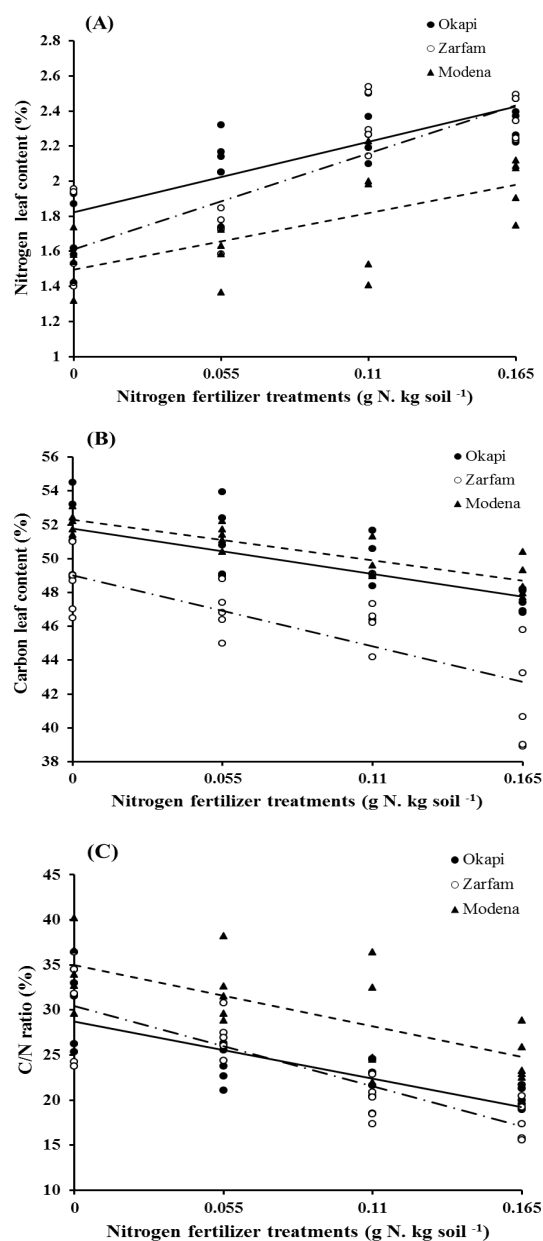 (A)
Okapi
Zarfam
Modena
2.8
2.6
2.4
2.2
2
1.8
1.6
1.4
1.2
1
Nitrogen leaf content (%)
0 0.055 0.11 0.165
Nitrogen fertilizer treatments (g N. kg soil -1)
(B)
Okapi
Zarfam
Modena
56
54
52
50
48
46
44
42
40
38
Carbon leaf content (%)
0 0.055 0.11 0.165
Nitrogen fertilizer treatments (g N. kg soil -1)
(C)
Okapi
Zarfam
Modena
45
40
35
30
25
20
15
10
C/N ratio (%)
0 0.055 0.11 0.165
Nitrogen fertilizer treatments (g N. kg soil -1)